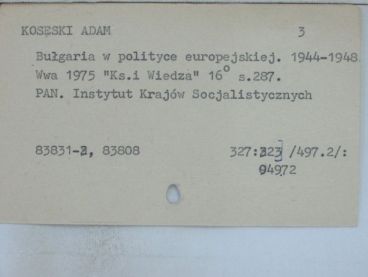 KOSESKI ADAM 3
Bułgaria w polityce europejskiej. 1944-1948
Wwa 1975 "Ks.i Wiedza" 16° s.287.
PAN. Instytut Krajów Socjalistycznych
83831-2, 83808 327:323 /497.2/:
94972